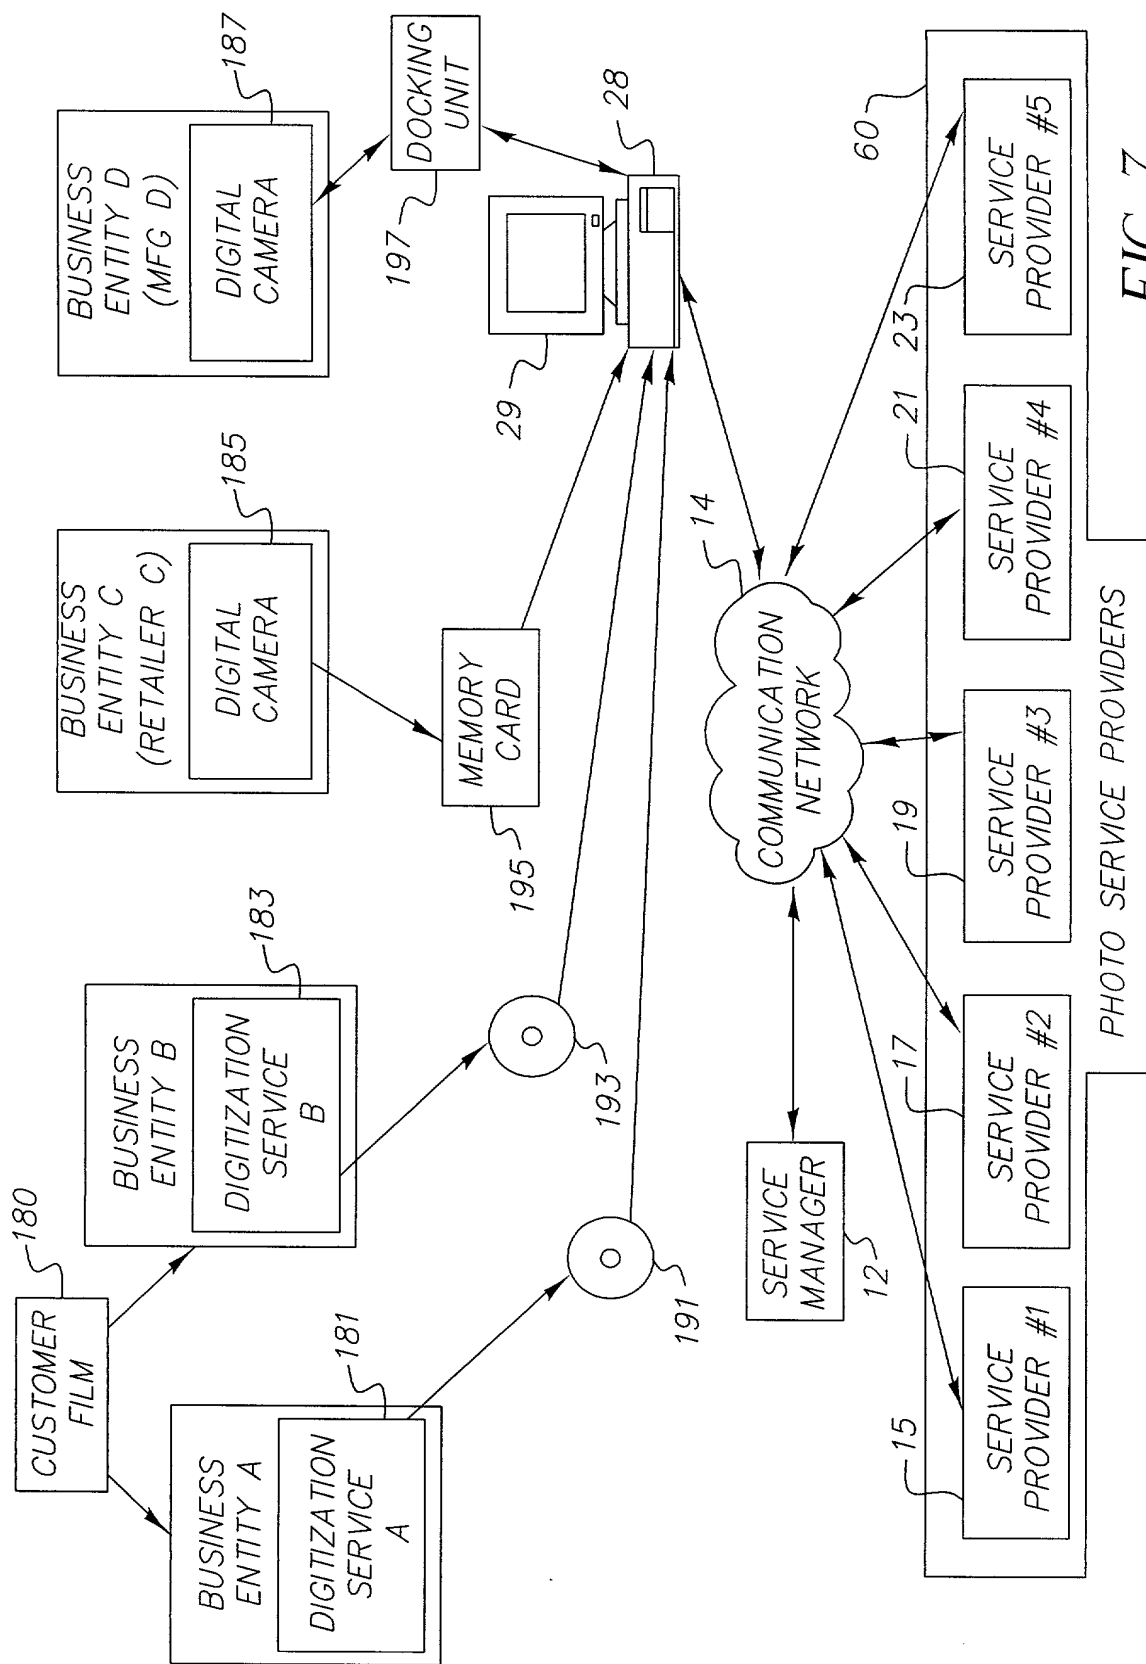 180
CUSTOMER
FILM
BUSINESS
ENTITY A
181
DIGITIZATION
SERVICE
A
BUSINESS
ENTITY B
183
DIGITIZATION
SERVICE
B
BUSINESS
ENTITY C
(RETAILER C)
185
DIGITAL
CAMERA
BUSINESS
ENTITY D
(MFG D)
187
DIGITAL
CAMERA
191
193
MEMORY
CARD
195
DOCKING
UNIT
197
28
29
14
COMMUNICATION
NETWORK
SERVICE
MANAGER
12
60
15
SERVICE
PROVIDER #1
17
SERVICE
PROVIDER #2
19
SERVICE
PROVIDER #3
21
SERVICE
PROVIDER #4
23
SERVICE
PROVIDER #5
PHOTO SERVICE PROVIDERS
FIG. 7